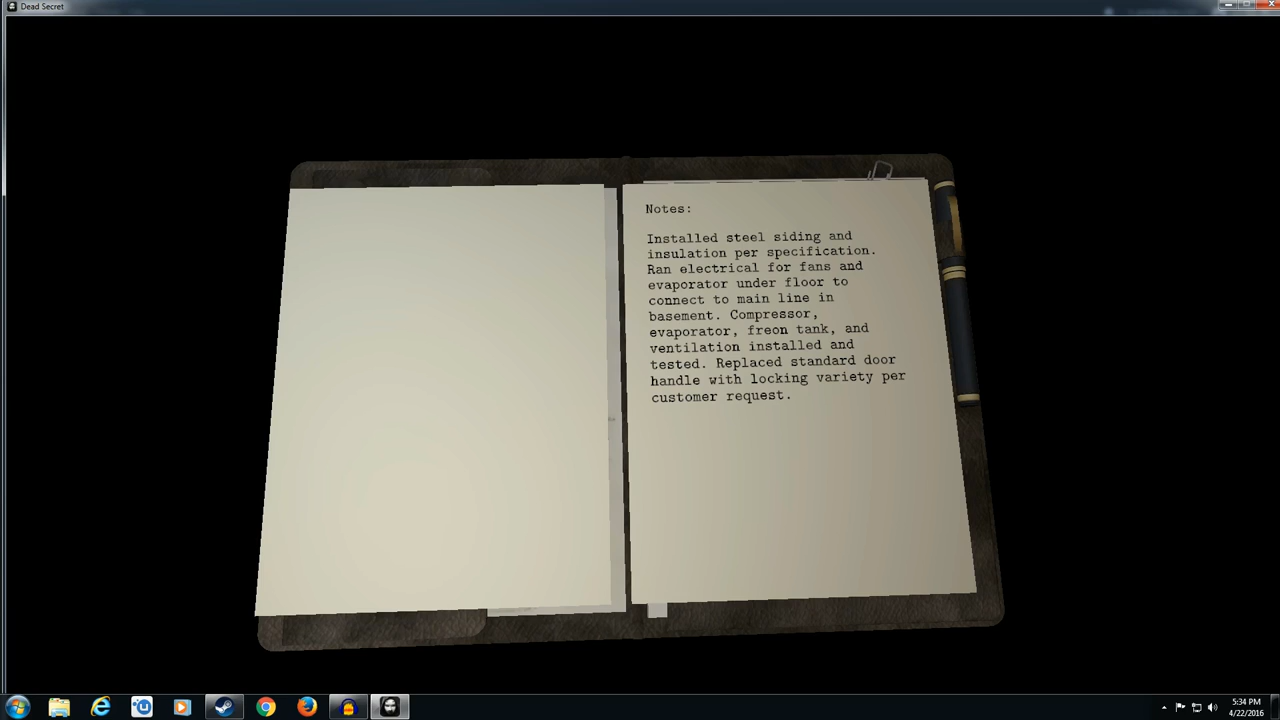 Dead Secret
Notes:
Installed steel siding and
insulation per specification.
Ran electrical for fans and
evaporator under floor to
connect to main line in
basement. Compressor,
evaporator, freon tank, and
ventilation installed and
tested. Replaced standard door
handle with locking variety per
customer request.
5:34 PM
4/22/2016